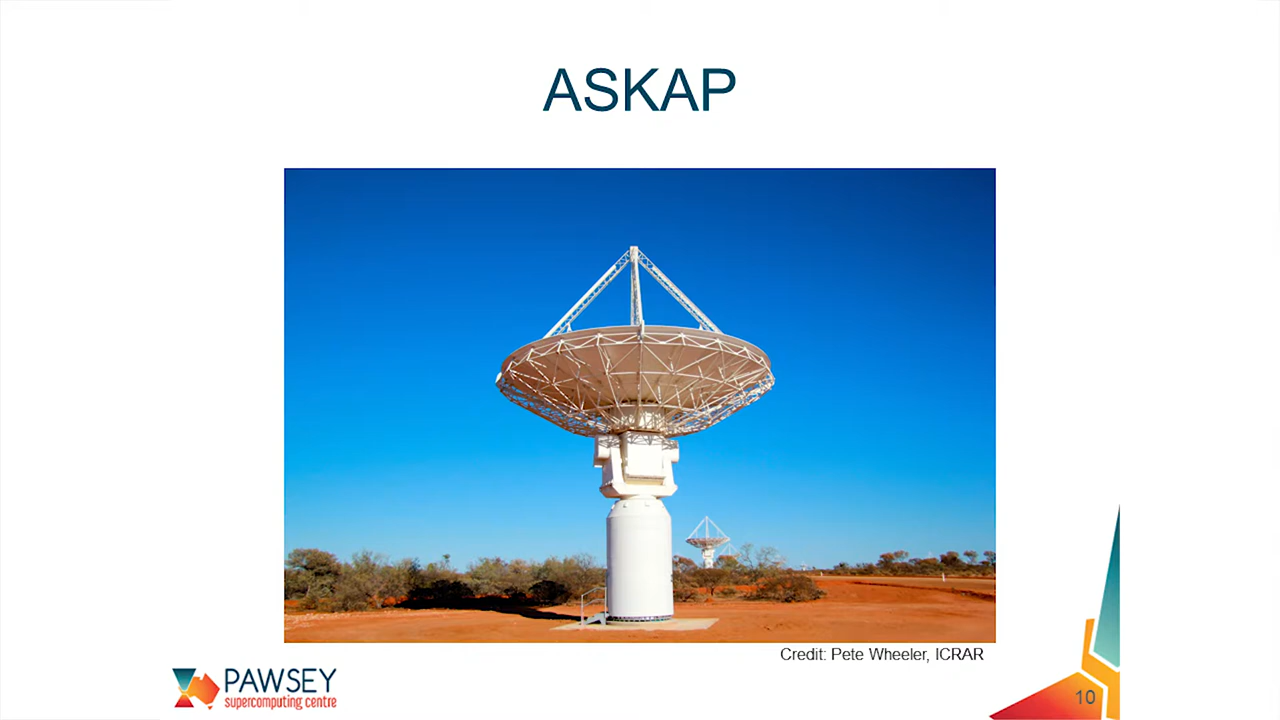 ASKAP
Credit: Pete Wheeler, ICRAR
PAWSEY
supercomputing centre
10